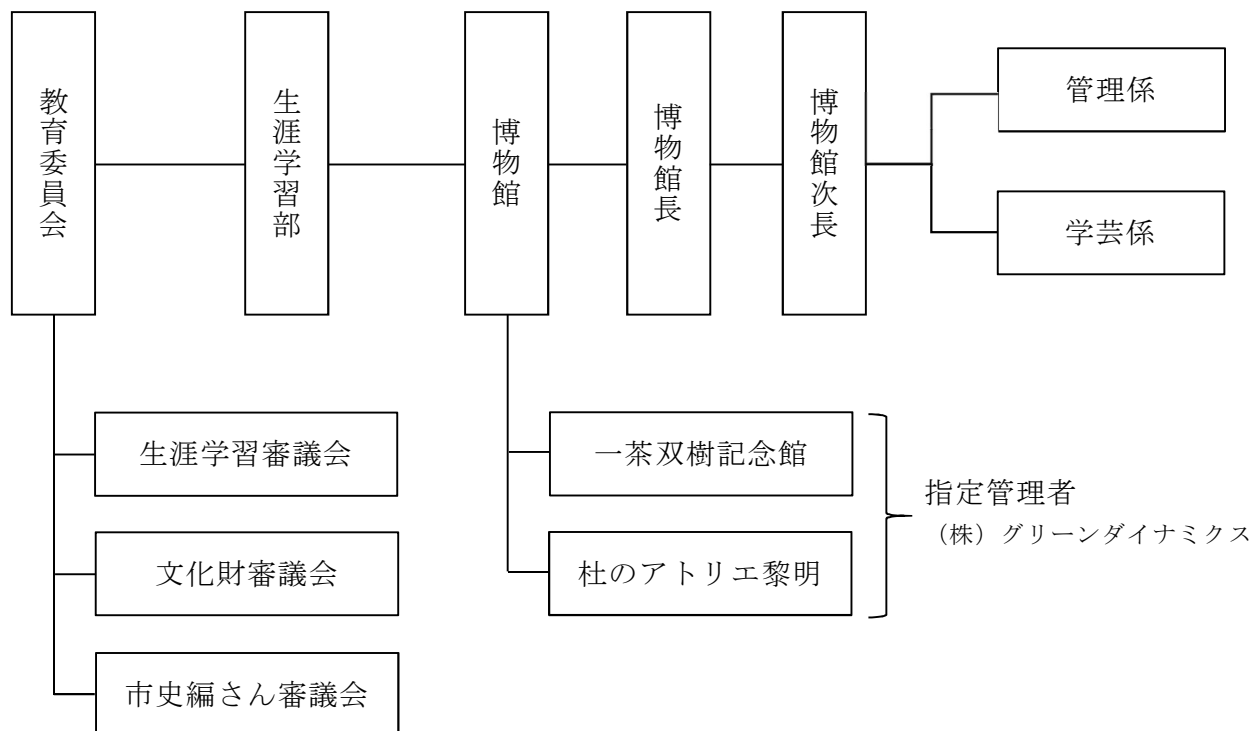 教育委員会
生涯学習部
博物館
博物館長
博物館次長
管理係
学芸係
生涯学習審議会
文化財審議会
市史編さん審議会
一茶双樹記念館
杜のアトリエ黎明
指定管理者
（株）グリーンダイナミクス